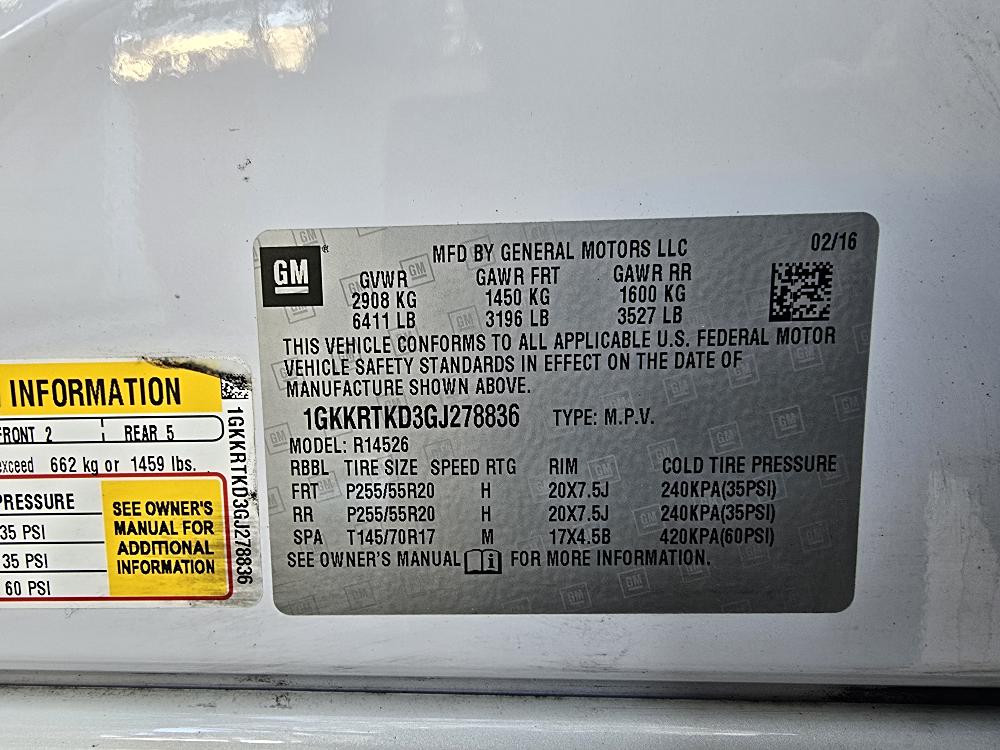 GM
MFD BY GENERAL MOTORS LLC
02/16
GVWR GAWR FRT GAWR RR
2908 KG 1450 KG 1600 KG
6411 LB 3196 LB 3527 LB
THIS VEHICLE CONFORMS TO ALL APPLICABLE U.S. FEDERAL MOTOR
VEHICLE SAFETY STANDARDS IN EFFECT ON THE DATE OF
MANUFACTURE SHOWN ABOVE.
1GKKRTKD3GJ278836 TYPE: M.P.V.
MODEL: R14526
RBBL TIRE SIZE SPEED RTG RIM COLD TIRE PRESSURE
FRT P255/55R20 H 20X7.5J 240KPA(35PSI)
RR P255/55R20 H 20X7.5J 240KPA(35PSI)
SPA T145/70R17 M 17X4.5B 420KPA(60PSI)
SEE OWNER'S MANUAL FOR MORE INFORMATION.
INFORMATION
FRONT 2 REAR 5
exceed 662 kg or 1459 lbs.
PRESSURE
35 PSI
35 PSI
60 PSI
SEE OWNER'S
MANUAL FOR
ADDITIONAL
INFORMATION
1GKKRTKD3GJ278836